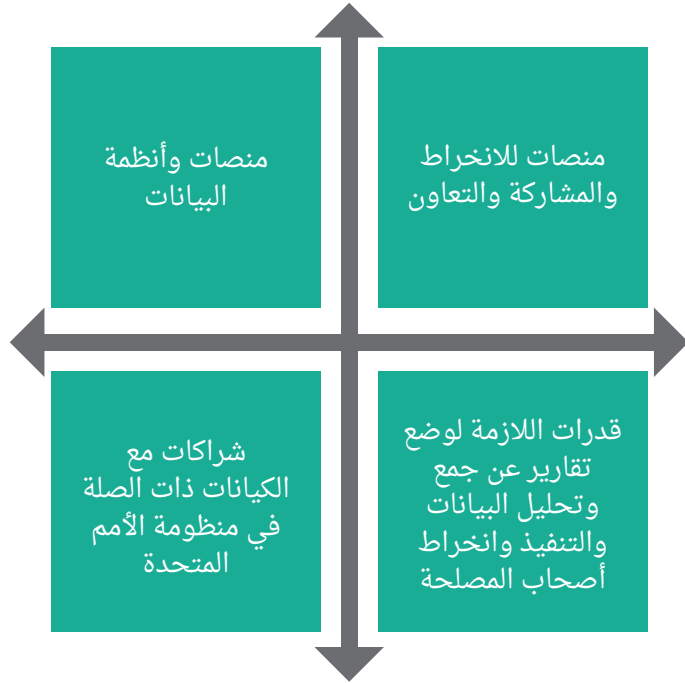 منصات للانخراط
والمشاركة والتعاون
منصات وأنظمة
البيانات
قدرات اللازمة لوضع
تقارير عن جمع
وتحليل البيانات
والتنفيذ وانخراط
أصحاب المصلحة
شراكات مع
الكيانات ذات الصلة
في منظومة الأمم
المتحدة